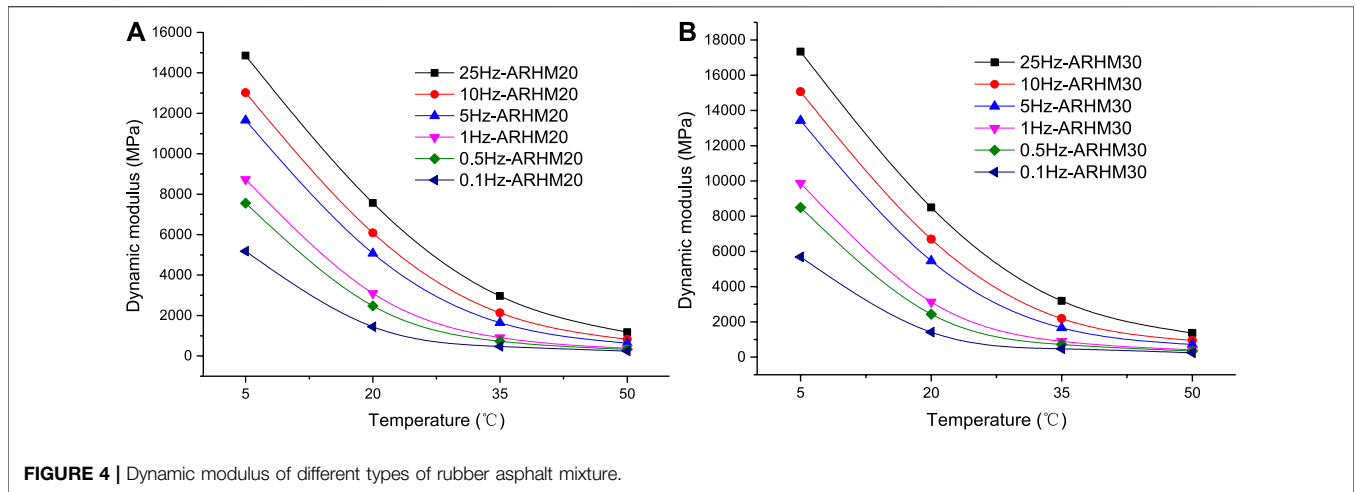 A
Dynamic modulus (MPa)
16000
14000
12000
10000
8000
6000
4000
2000
0
25Hz-ARHM20
10Hz-ARHM20
5Hz-ARHM20
1Hz-ARHM20
0.5Hz-ARHM20
0.1Hz-ARHM20
5 20 35 50
Temperature (℃)
B
Dynamic modulus (MPa)
18000
16000
14000
12000
10000
8000
6000
4000
2000
0
25Hz-ARHM30
10Hz-ARHM30
5Hz-ARHM30
1Hz-ARHM30
0.5Hz-ARHM30
0.1Hz-ARHM30
5 20 35 50
Temperature (℃)
FIGURE 4 | Dynamic modulus of different types of rubber asphalt mixture.